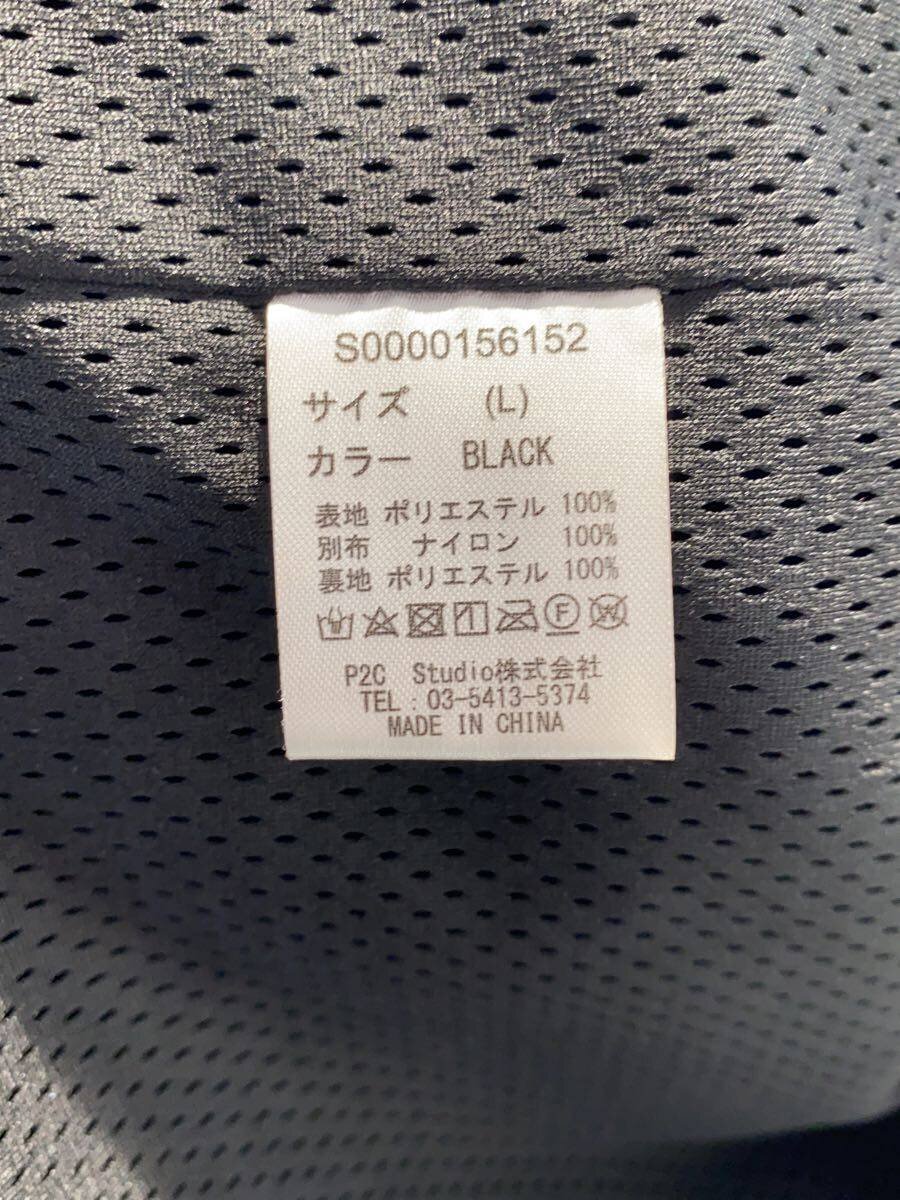 S0000156152
サイズ (L)
カラー BLACK
表地 ポリエステル 100%
別布 ナイロン 100%
裏地 ポリエステル 100%
F W
P2C Studio株式会社
TEL:03-5413-5374
MADE IN CHINA